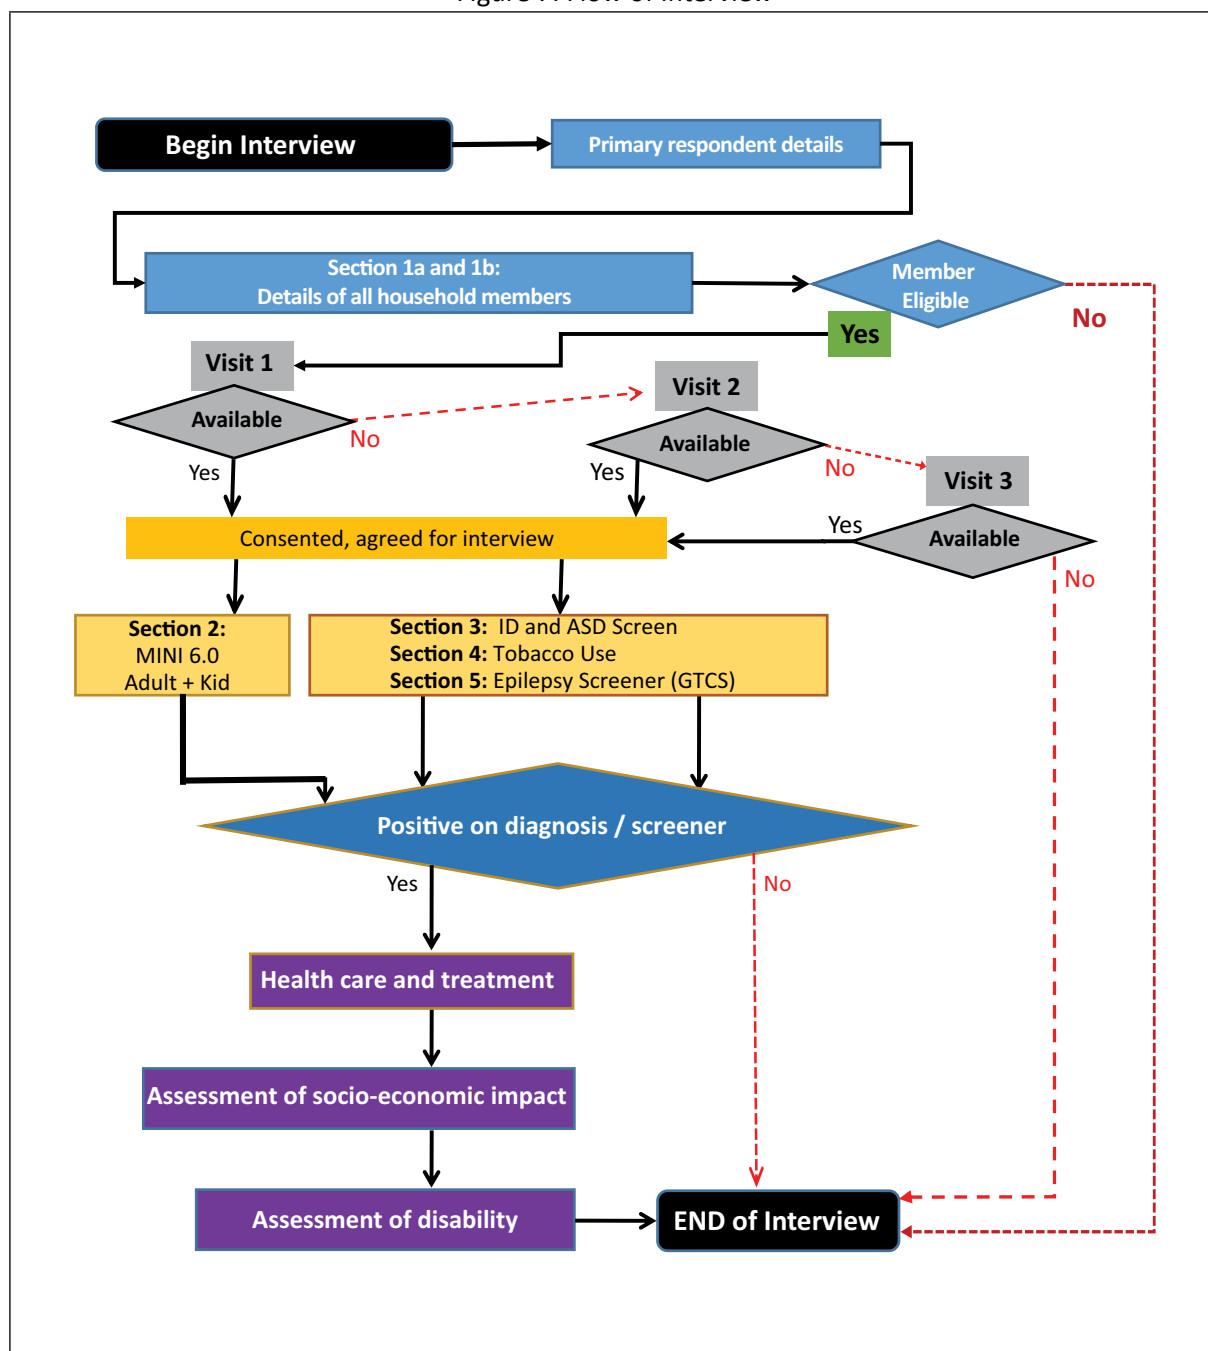 Begin Interview
Primary respondent details
Section 1a and 1b:
Details of all household members
Member
Eligible
No
Yes
Visit 1
Available
No
Yes
Visit 2
Available
No
Yes
Visit 3
Available
Yes
No
Consented, agreed for interview
Section 2:
MINI 6.0
Adult + Kid
Section 3: ID and ASD Screen
Section 4: Tobacco Use
Section 5: Epilepsy Screener (GTCS)
Positive on diagnosis / screener
Yes
No
Health care and treatment
Assessment of socio-economic impact
Assessment of disability
END of Interview